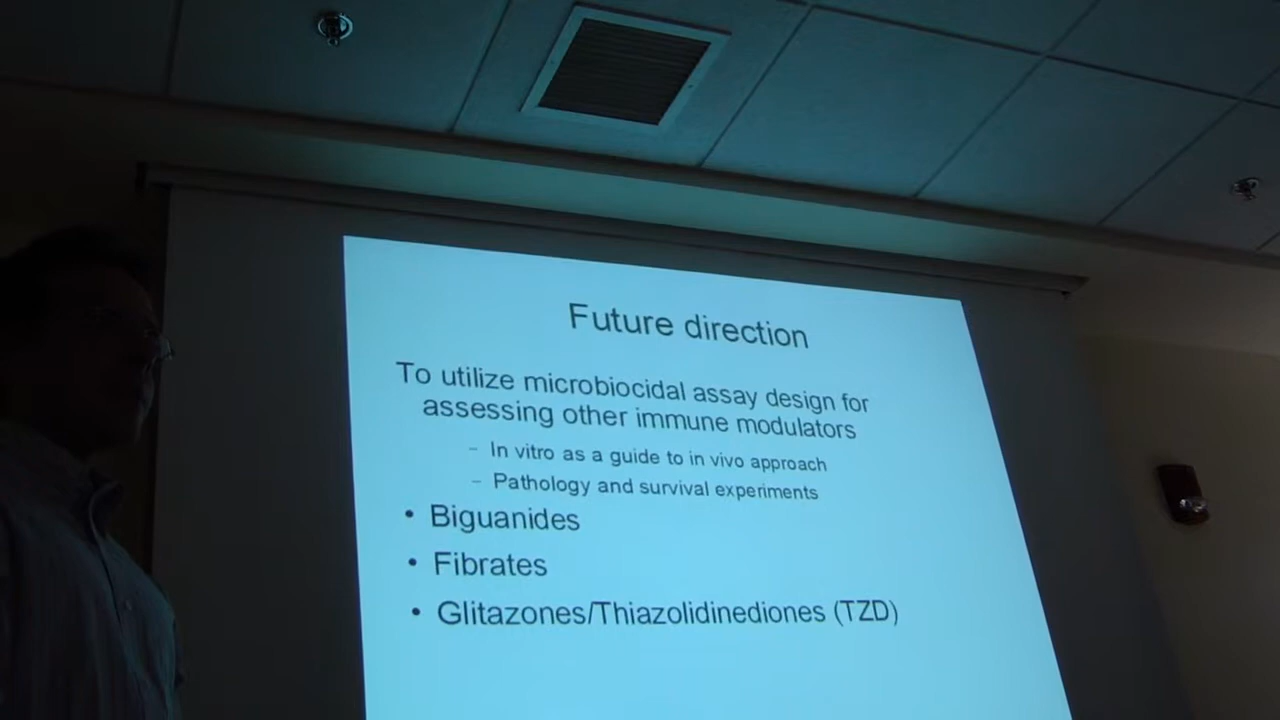 Future direction
To utilize microbiocidal assay design for
assessing other immune modulators
– In vitro as a guide to in vivo approach
– Pathology and survival experiments
• Biguanides
• Fibrates
• Glitazones/Thiazolidinediones (TZD)